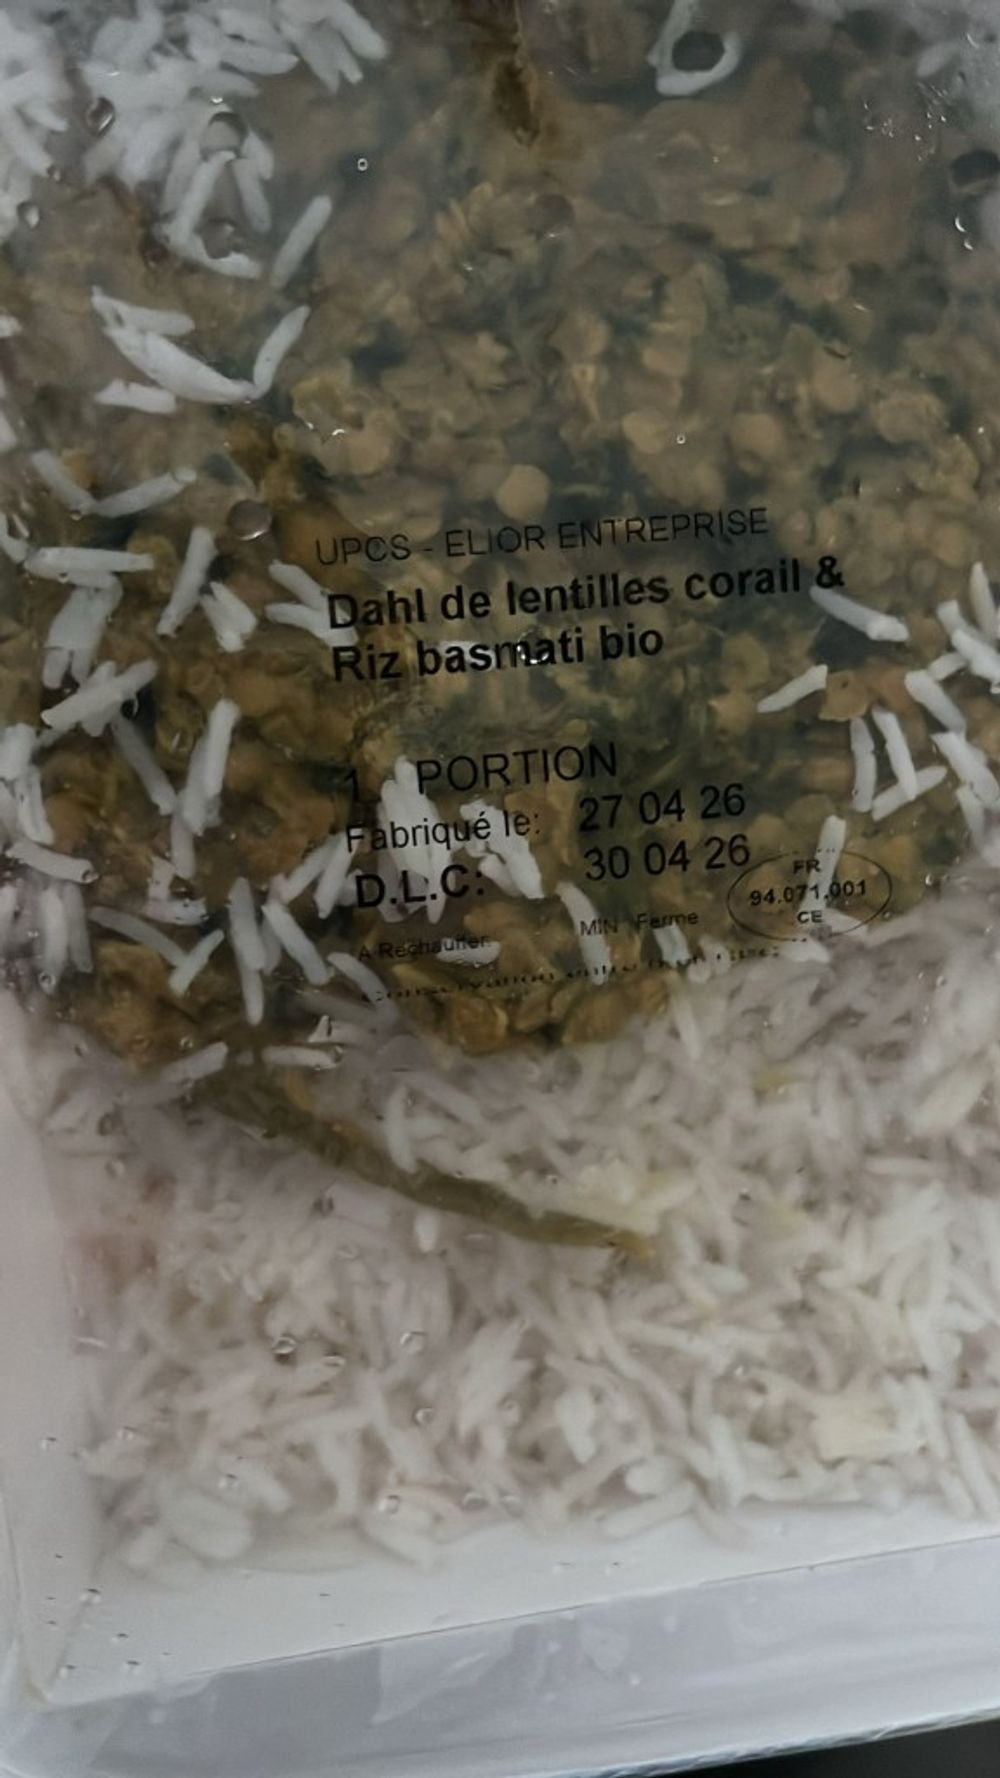 UPCS - ELIOR ENTREPRISE
Dahl de lentilles corail &
Riz basmati bio
1 PORTION
Fabriqué le: 27 04 26
D.L.C: 30 04 26
FR
94.071.001
CE
A Rechauffer MIN Ferme